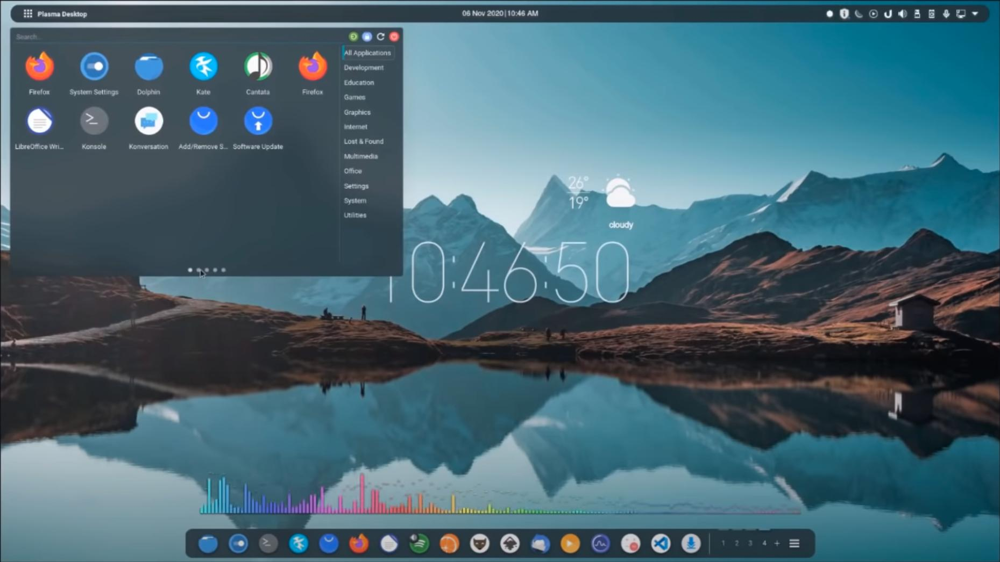 Plasma Desktop
06 Nov 2020|10:46 AM
Search...
All Applications
Development
Education
Games
Graphics
Internet
Lost & Found
Multimedia
Office
Settings
System
Utilities
Firefox System Settings Dolphin Kate Cantata Firefox
LibreOffice Wri... Konsole Konversation Add/Remove S... Software Update
26°
19°
cloudy
10:46:50
1 2 3 4 +